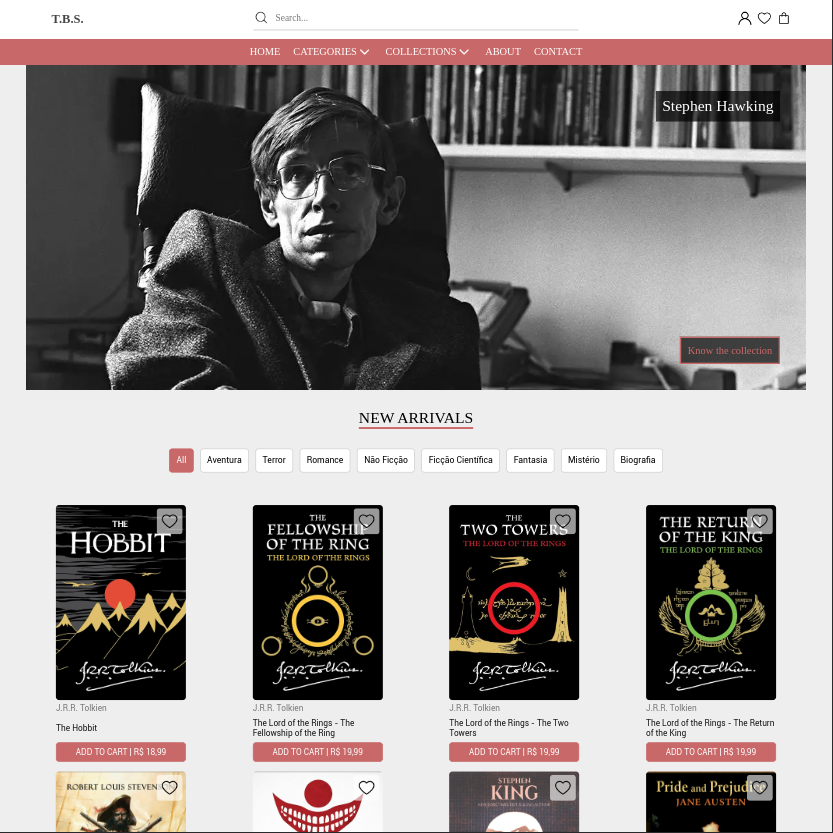 T.B.S.
Search...
HOME CATEGORIES COLLECTIONS ABOUT CONTACT
Stephen Hawking
Know the collection
NEW ARRIVALS
All Aventura Terror Romance Não Ficção Ficção Científica Fantasia Mistério Biografia
THE
HOBBIT
J.R.R. Tolkien
THE
FELLOWSHIP
OF THE RING
THE LORD OF THE RINGS
J.R.R. Tolkien
THE
TWO TOWERS
THE LORD OF THE RINGS
J.R.R. Tolkien
THE RETURN
OF THE KING
THE LORD OF THE RINGS
J.R.R. Tolkien
J.R.R. Tolkien
The Hobbit
ADD TO CART | R$ 18,99
J.R.R. Tolkien
The Lord of the Rings - The
Fellowship of the Ring
ADD TO CART | R$ 19,99
J.R.R. Tolkien
The Lord of the Rings - The Two
Towers
ADD TO CART | R$ 19,99
J.R.R. Tolkien
The Lord of the Rings - The Return
of the King
ADD TO CART | R$ 19,99
ROBERT LOUIS STEVEN
STEPHEN
KING
Pride and Prejudice
JANE AUSTEN